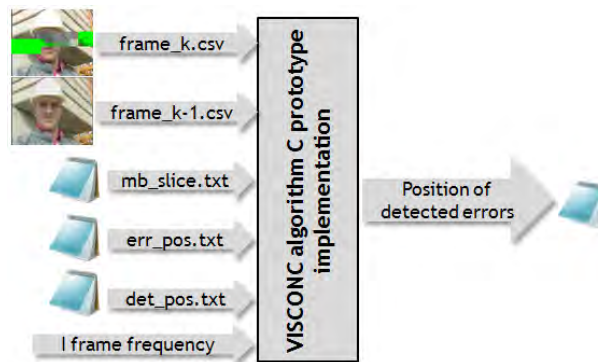 frame_k.csv
frame_k-1.csv
mb_slice.txt
err_pos.txt
det_pos.txt
I frame frequency
VISCONC algorithm C prototype
implementation
Position of
detected errors